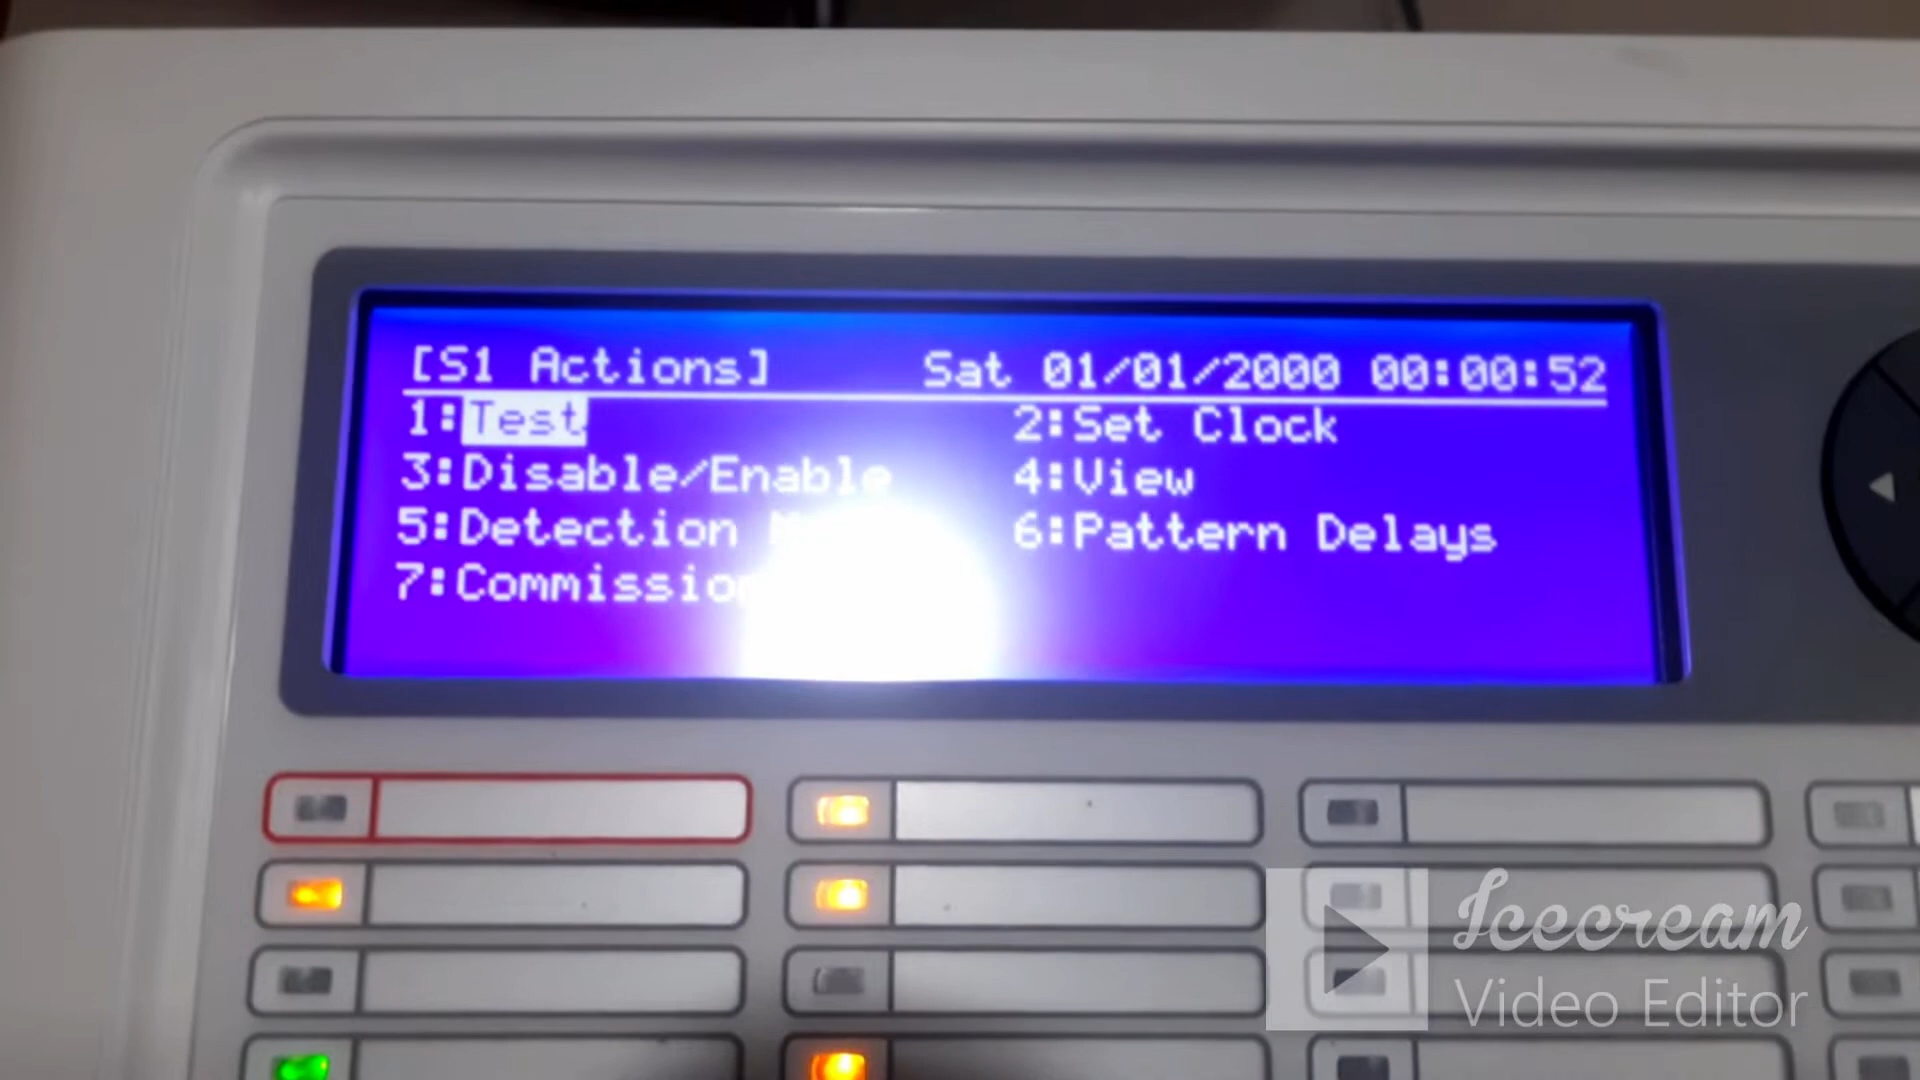 [S1 Actions] Sat 01/01/2000 00:00:52
1:Test 2:Set Clock
3:Disable/Enable 4:View
5:Detection 6:Pattern Delays
7:
Icecream
Video Editor